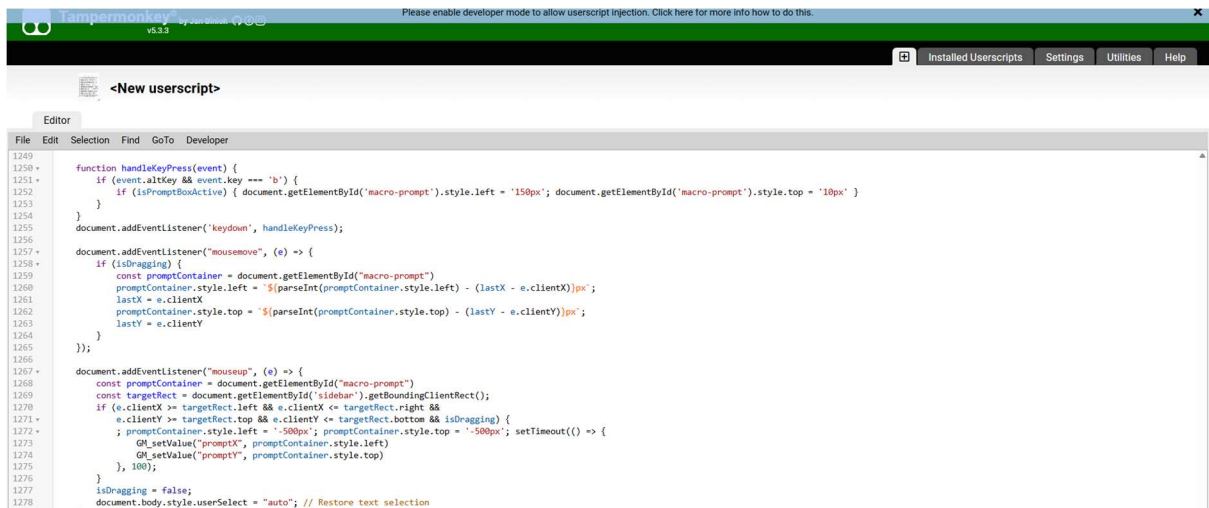 Please enable developer mode to allow userscript injection. Click here for more info how to do this.
Tampermonkey® by Jan Biniok
v5.3.3
Installed Userscripts Settings Utilities Help
<New userscript>
Editor
File Edit Selection Find GoTo Developer
1249
1250 function handleKeyPress(event) {
1251 if (event.altKey && event.key === 'b') {
1252 if (isPromptBoxActive) { document.getElementById('macro-prompt').style.left = '150px'; document.getElementById('macro-prompt').style.top = '10px' }
1253 }
1254 }
1255 document.addEventListener('keydown', handleKeyPress);
1256
1257 document.addEventListener("mousemove", (e) => {
1258 if (isDragging) {
1259 const promptContainer = document.getElementById("macro-prompt")
1260 promptContainer.style.left = `${parseInt(promptContainer.style.left) - (lastX - e.clientX)}px`;
1261 lastX = e.clientX
1262 promptContainer.style.top = `${parseInt(promptContainer.style.top) - (lastY - e.clientY)}px`;
1263 lastY = e.clientY
1264 }
1265 });
1266
1267 document.addEventListener("mouseup", (e) => {
1268 const promptContainer = document.getElementById("macro-prompt")
1269 const targetRect = document.getElementById('sidebar').getBoundingClientRect();
1270 if (e.clientX >= targetRect.left && e.clientX <= targetRect.right &&
1271 e.clientY >= targetRect.top && e.clientY <= targetRect.bottom && isDragging) {
1272 ; promptContainer.style.left = '-500px'; promptContainer.style.top = '-500px'; setTimeout(() => {
1273 GM_setValue("promptX", promptContainer.style.left)
1274 GM_setValue("promptY", promptContainer.style.top)
1275 }, 100);
1276 }
1277 isDragging = false;
1278 document.body.style.userSelect = "auto"; // Restore text selection